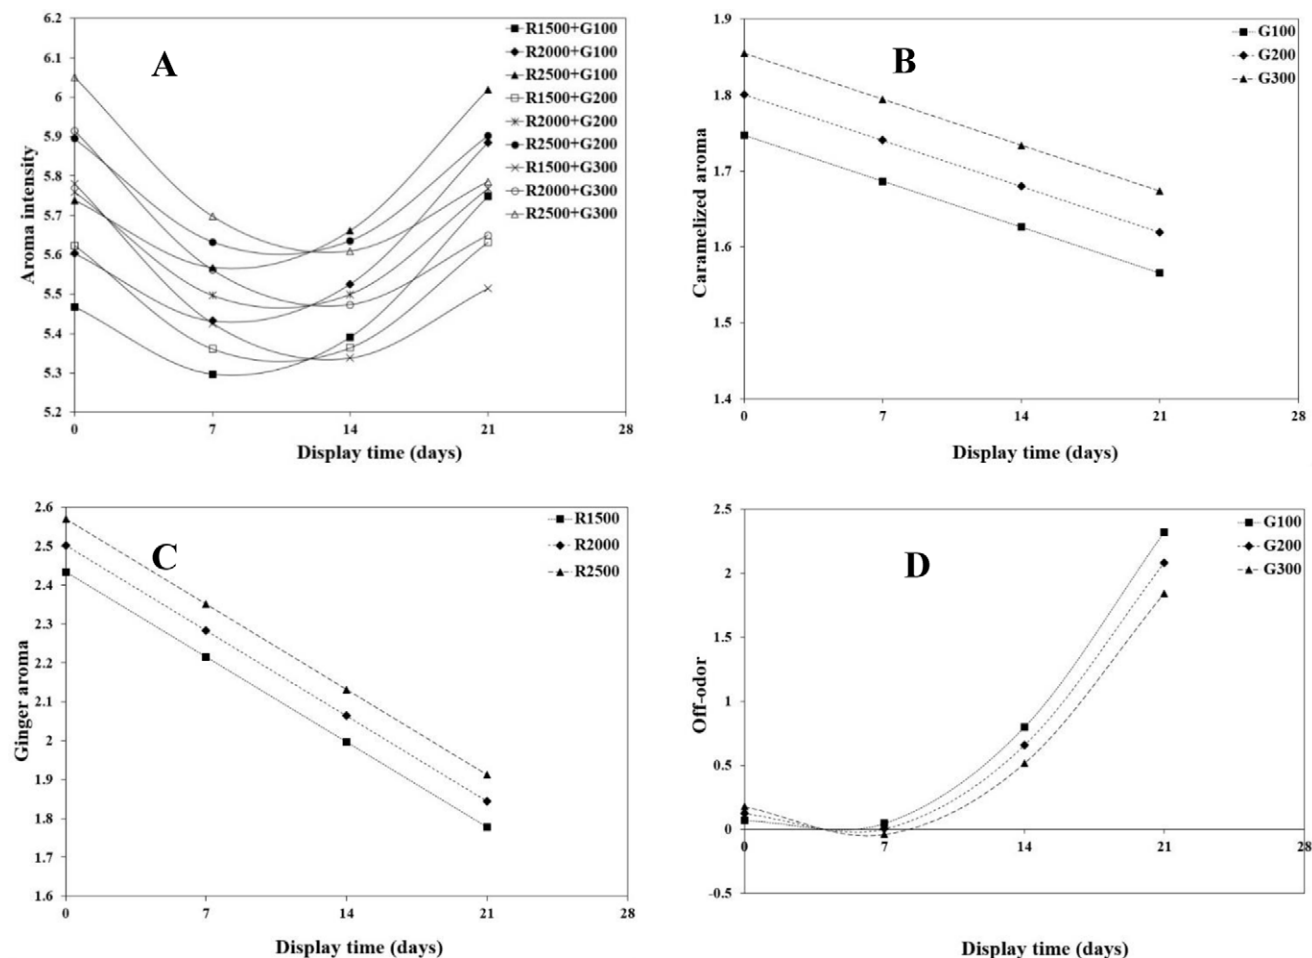 A
Aroma intensity
6.2
6.1
6
5.9
5.8
5.7
5.6
5.5
5.4
5.3
5.2
0 7 14 21 28
Display time (days)
R1500+G100
R2000+G100
R2500+G100
R1500+G200
R2000+G200
R2500+G200
R1500+G300
R2000+G300
R2500+G300
B
Caramelized aroma
1.9
1.8
1.7
1.6
1.5
1.4
0 7 14 21 28
Display time (days)
G100
G200
G300
C
Ginger aroma
2.6
2.5
2.4
2.3
2.2
2.1
2
1.9
1.8
1.7
1.6
0 7 14 21 28
Display time (days)
R1500
R2000
R2500
D
Off-odor
2.5
2
1.5
1
0.5
0
-0.5
0 7 14 21 28
Display time (days)
G100
G200
G300